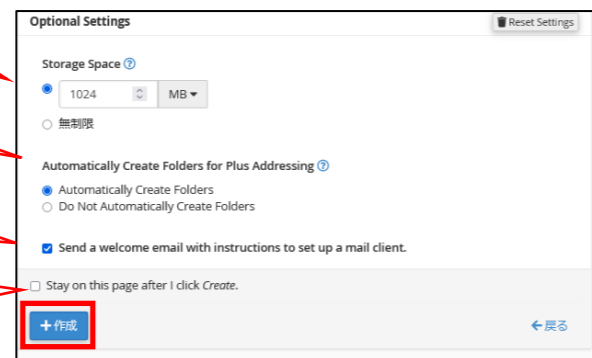 Optional Settings
Reset Settings
Storage Space
1024 MB
無制限
Automatically Create Folders for Plus Addressing
Automatically Create Folders
Do Not Automatically Create Folders
Send a welcome email with instructions to set up a mail client.
Stay on this page after I click Create.
+作成
←戻る